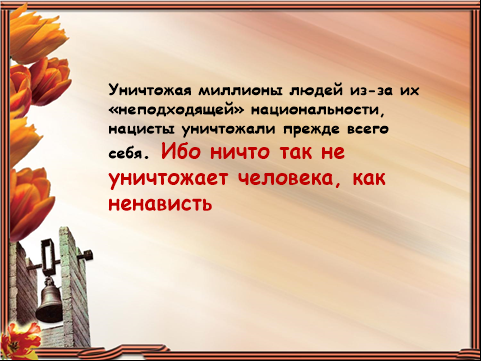 Уничтожая миллионы людей из-за их
«неподходящей» национальности,
нацисты уничтожали прежде всего
себя. Ибо ничто так не
уничтожает человека, как
ненависть